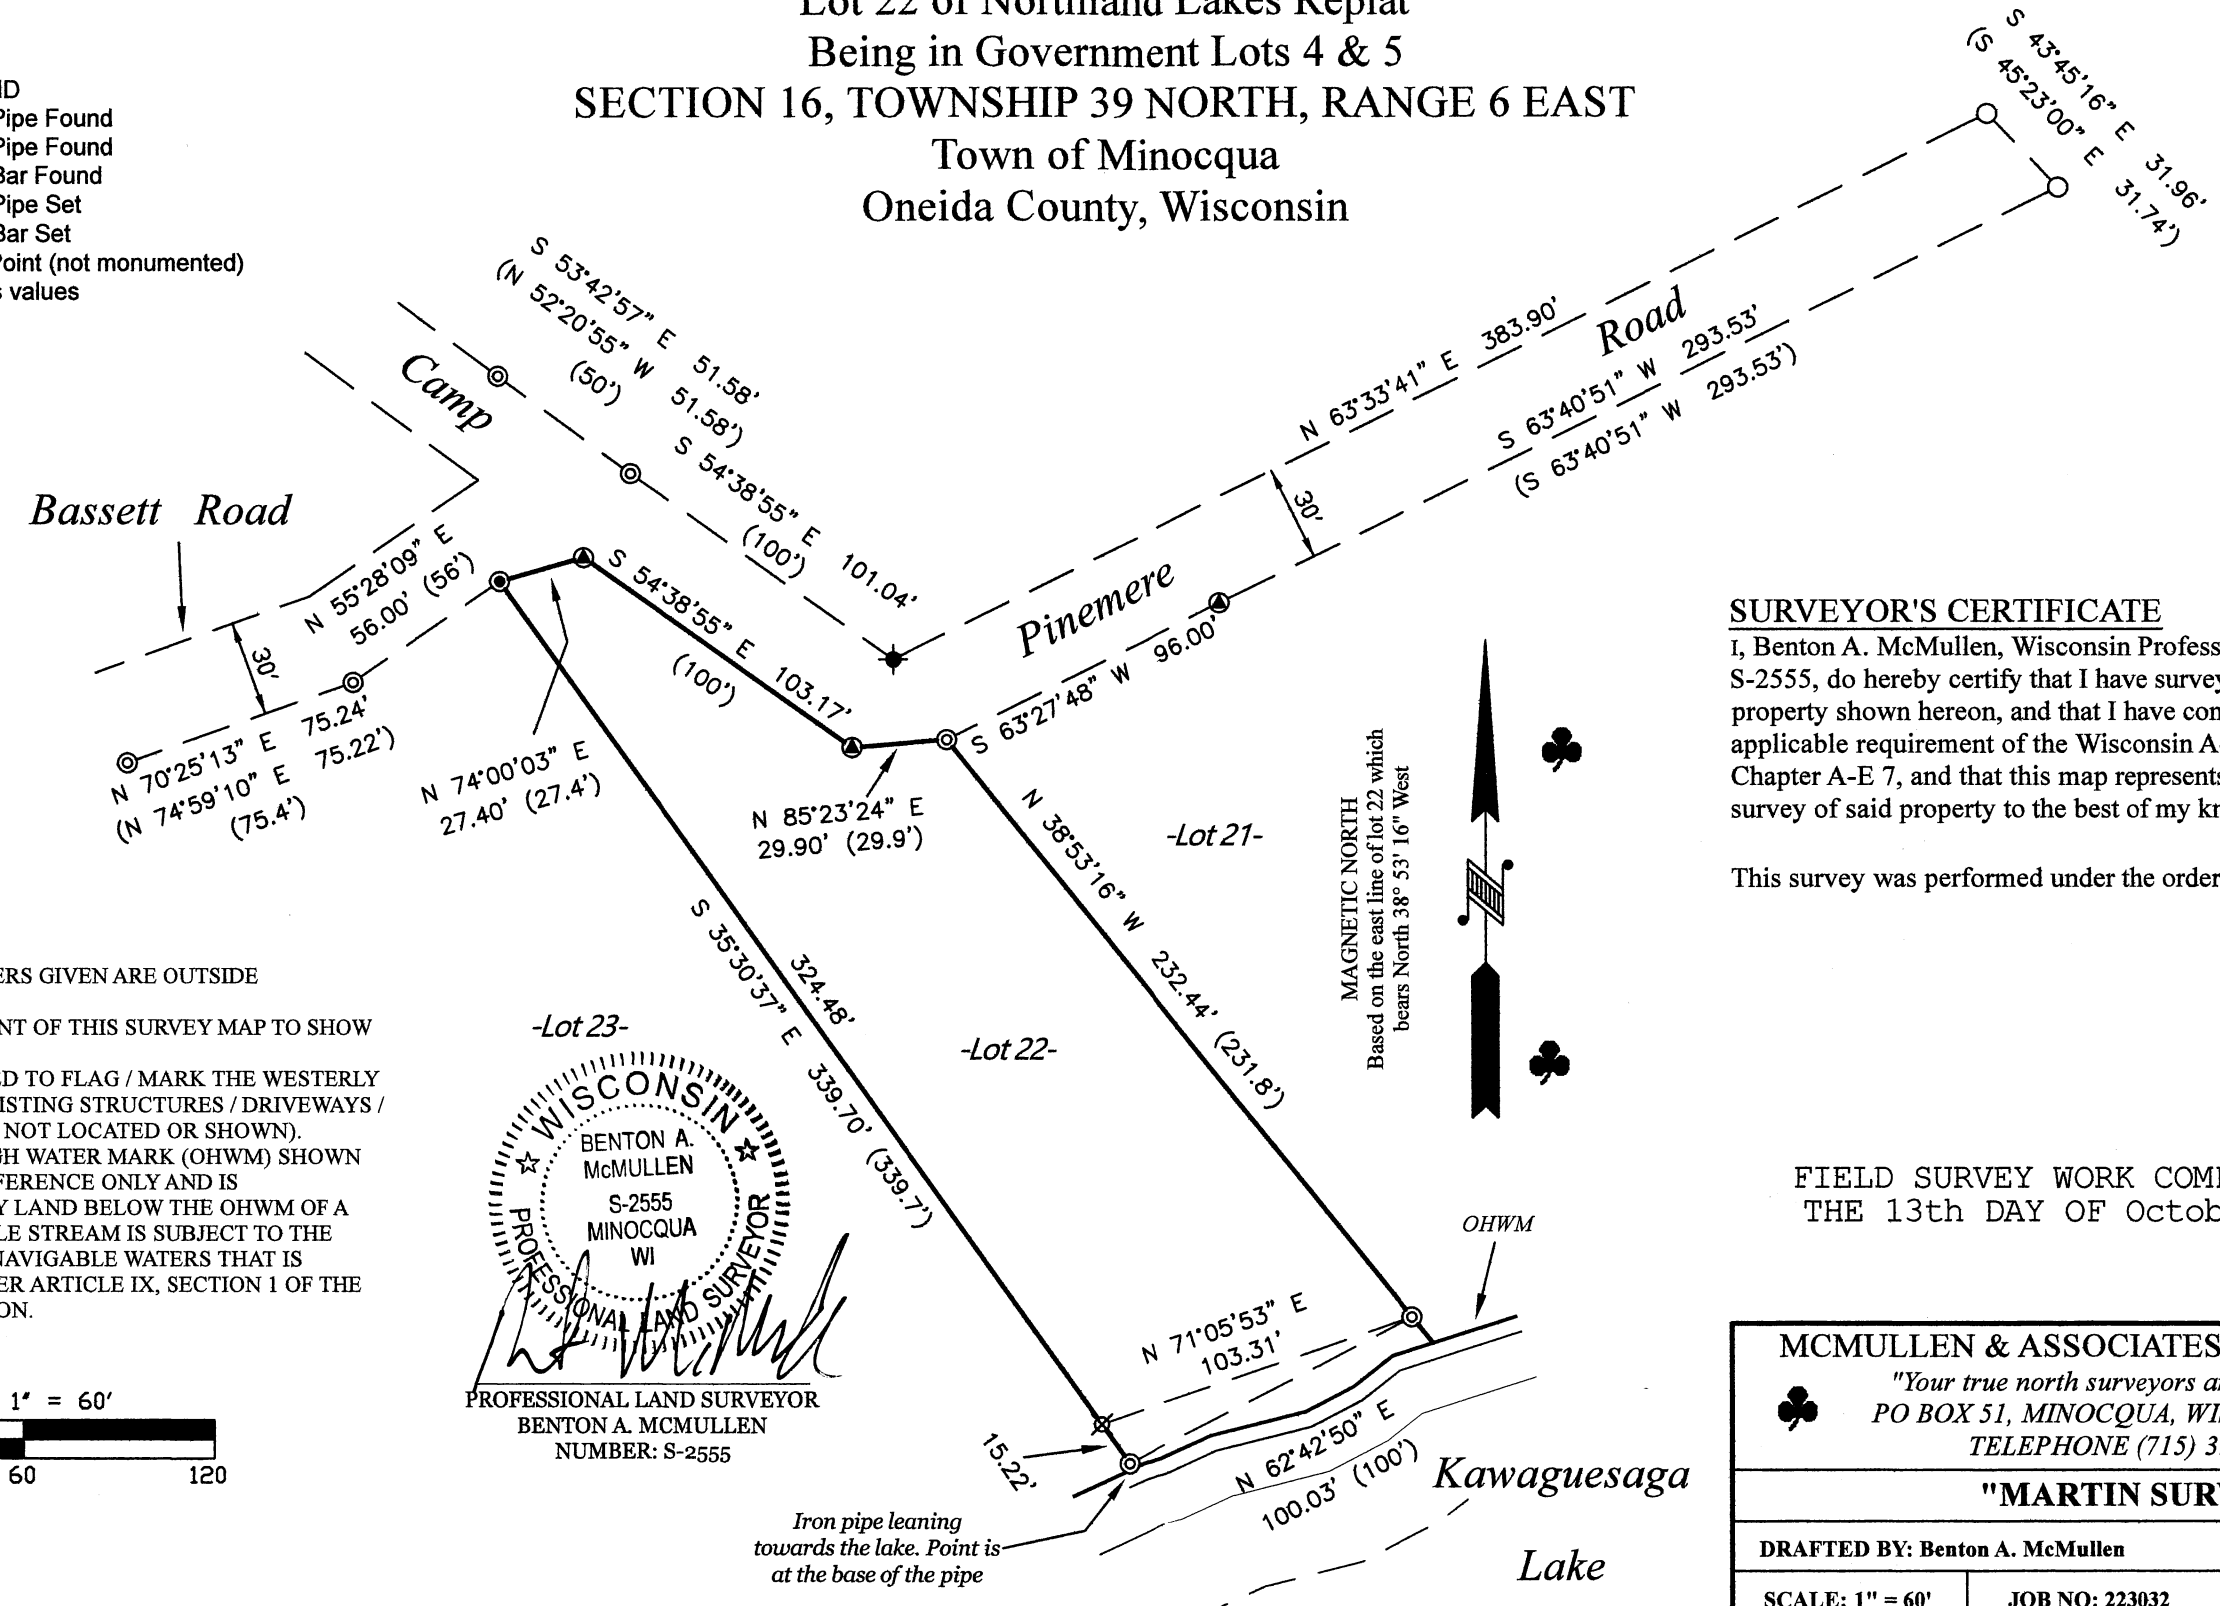 Lot 22 of Northland Lakes Replat
Being in Government Lots 4 & 5
SECTION 16, TOWNSHIP 39 NORTH, RANGE 6 EAST
Town of Minocqua
Oneida County, Wisconsin
ID
Pipe Found
Pipe Found
Bar Found
Pipe Set
Bar Set
Point (not monumented)
s values
S 43°45'16" E 31.96'
(S 45°23'00" E 31.74')
S 53°42'57" E 51.58'
(N 52°20'55" W 51.58')
(50')
Camp
S 54°38'55" E 101.04'
(100')
N 63°33'41" E 383.90'
Road
S 63°40'51" W 293.53'
(S 63°40'51" W 293.53')
30'
Pinemere
S 63°27'48" W 96.00'
Bassett Road
N 55°28'09" E
56.00' (56')
30'
N 70°25'13" E 75.24'
(N 74°59'10" E 75.22')
(75.4')
S 54°38'55" E 103.17'
(100')
N 74°00'03" E
27.40' (27.4')
N 85°23'24" E
29.90' (29.9')
N 38°53'16" W 232.44' (231.8')
-Lot 21-
MAGNETIC NORTH
Based on the east line of lot 22 which
bears North 38° 53' 16" West
SURVEYOR'S CERTIFICATE
I, Benton A. McMullen, Wisconsin Profess
S-2555, do hereby certify that I have survey
property shown hereon, and that I have con
applicable requirement of the Wisconsin A
Chapter A-E 7, and that this map represents
survey of said property to the best of my kn
This survey was performed under the order
S 35°30'37" E 339.70' (339.7')
324.48'
-Lot 23-
-Lot 22-
ERS GIVEN ARE OUTSIDE
NT OF THIS SURVEY MAP TO SHOW
D TO FLAG / MARK THE WESTERLY
ISTING STRUCTURES / DRIVEWAYS /
NOT LOCATED OR SHOWN).
GH WATER MARK (OHWM) SHOWN
FERENCE ONLY AND IS
Y LAND BELOW THE OHWM OF A
LE STREAM IS SUBJECT TO THE
NAVIGABLE WATERS THAT IS
ER ARTICLE IX, SECTION 1 OF THE
ON.
WISCONSIN
BENTON A.
McMULLEN
S-2555
MINOCQUA
WI
PROFESSIONAL LAND SURVEYOR
PROFESSIONAL LAND SURVEYOR
BENTON A. MCMULLEN
NUMBER: S-2555
1" = 60'
60 120
N 71°05'53" E
103.31'
15.22'
N 62°42'50" E
100.03' (100')
OHWM
Iron pipe leaning
towards the lake. Point is
at the base of the pipe
Kawaguesaga
Lake
FIELD SURVEY WORK COMP
THE 13th DAY OF Octob
MCMULLEN & ASSOCIATES
"Your true north surveyors a
PO BOX 51, MINOCQUA, WI
TELEPHONE (715) 3
"MARTIN SUR
DRAFTED BY: Benton A. McMullen
SCALE: 1" = 60' JOB NO: 223032